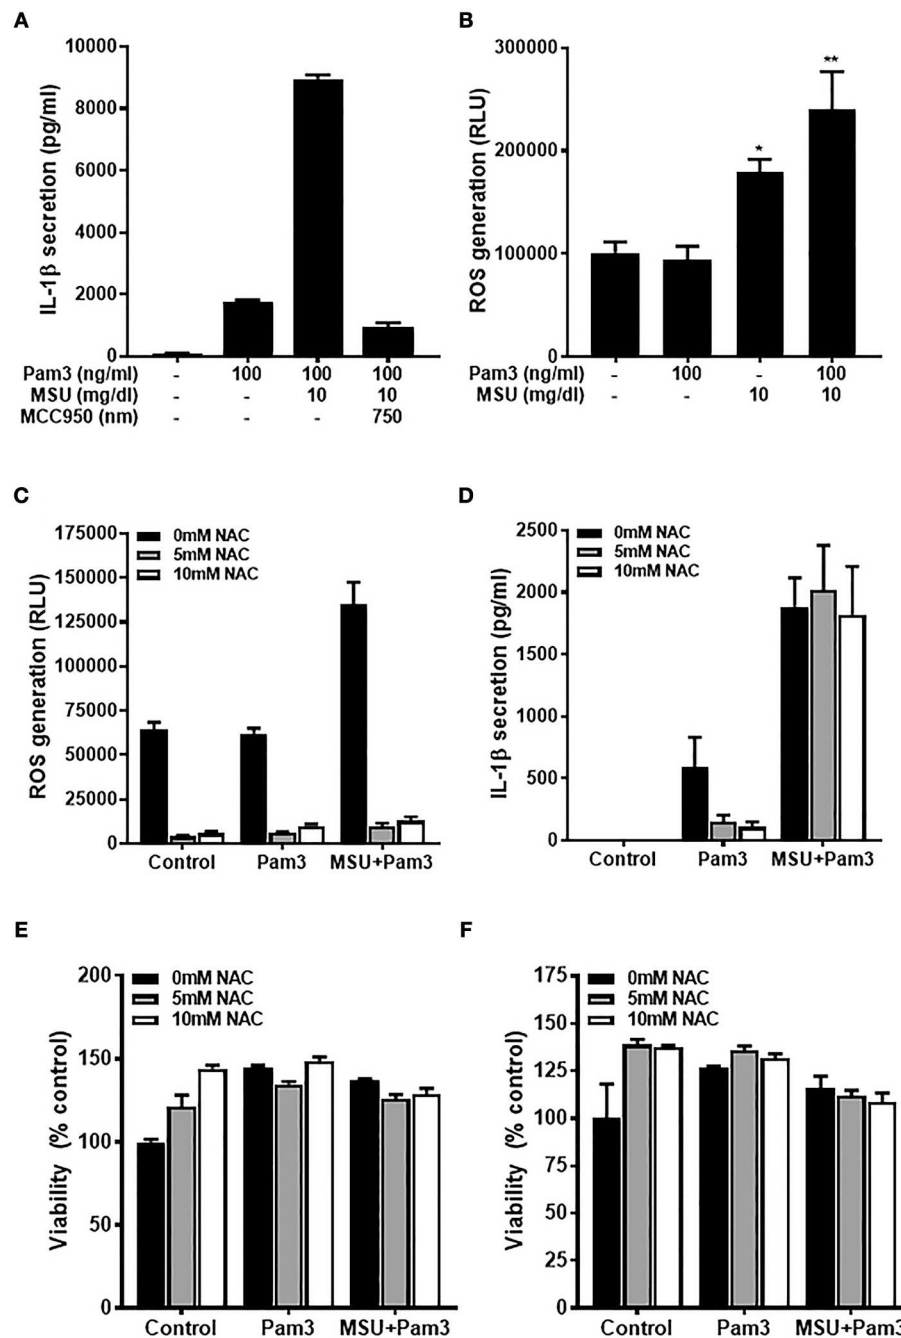 A
IL-1β secretion (pg/ml)
10000
8000
6000
4000
2000
0
Pam3 (ng/ml) - 100 100 100
MSU (mg/dl) - - 10 10
MCC950 (nm) - - - 750
B
ROS generation (RLU)
300000
200000
100000
0
*
**
Pam3 (ng/ml) - 100 - 100
MSU (mg/dl) - - 10 10
C
ROS generation (RLU)
175000
150000
125000
100000
75000
50000
25000
0
0mM NAC
5mM NAC
10mM NAC
Control Pam3 MSU+Pam3
D
IL-1β secretion (pg/ml)
2500
2000
1500
1000
500
0
0mM NAC
5mM NAC
10mM NAC
Control Pam3 MSU+Pam3
E
Viability (% control)
200
150
100
50
0
0mM NAC
5mM NAC
10mM NAC
Control Pam3 MSU+Pam3
F
Viability (% control)
175
150
125
100
75
50
25
0
0mM NAC
5mM NAC
10mM NAC
Control Pam3 MSU+Pam3